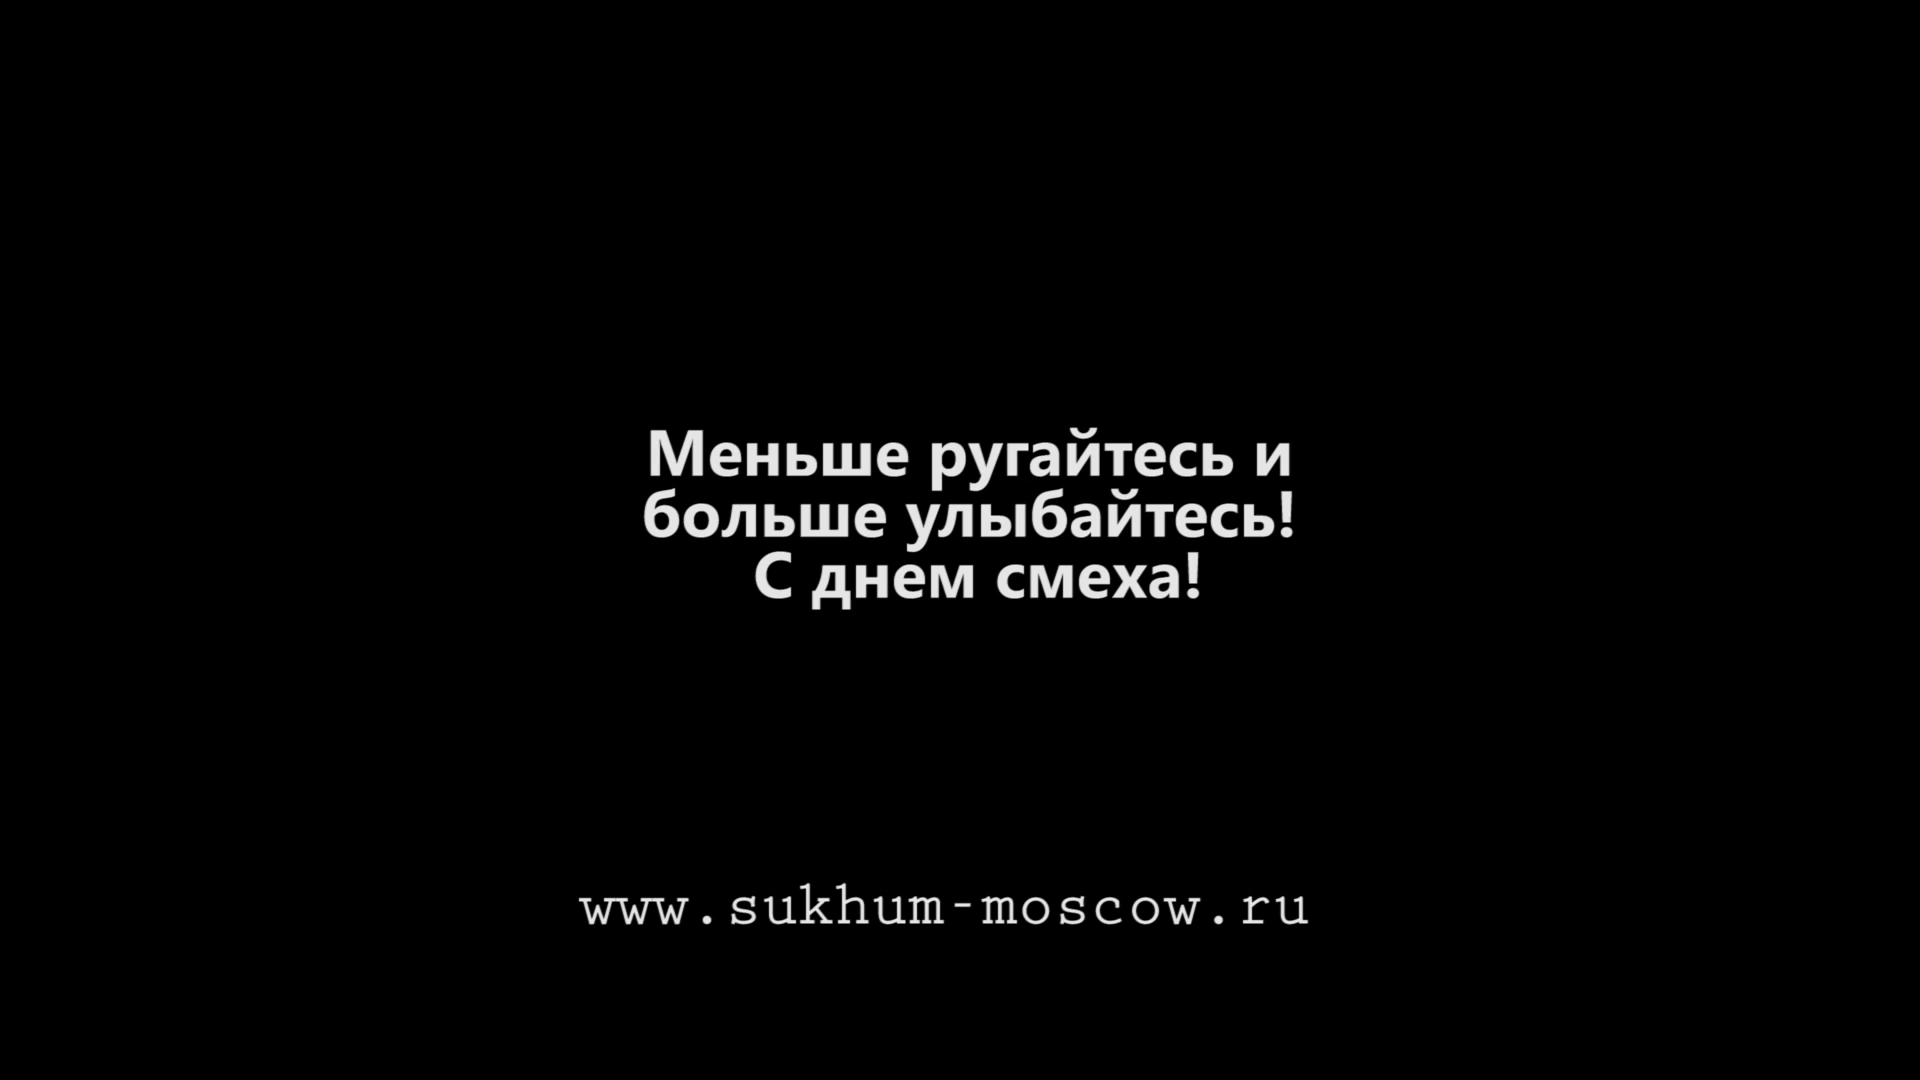 Меньше ругайтесь и
больше улыбайтесь!
С днем смеха!
www.sukhum-moscow.ru